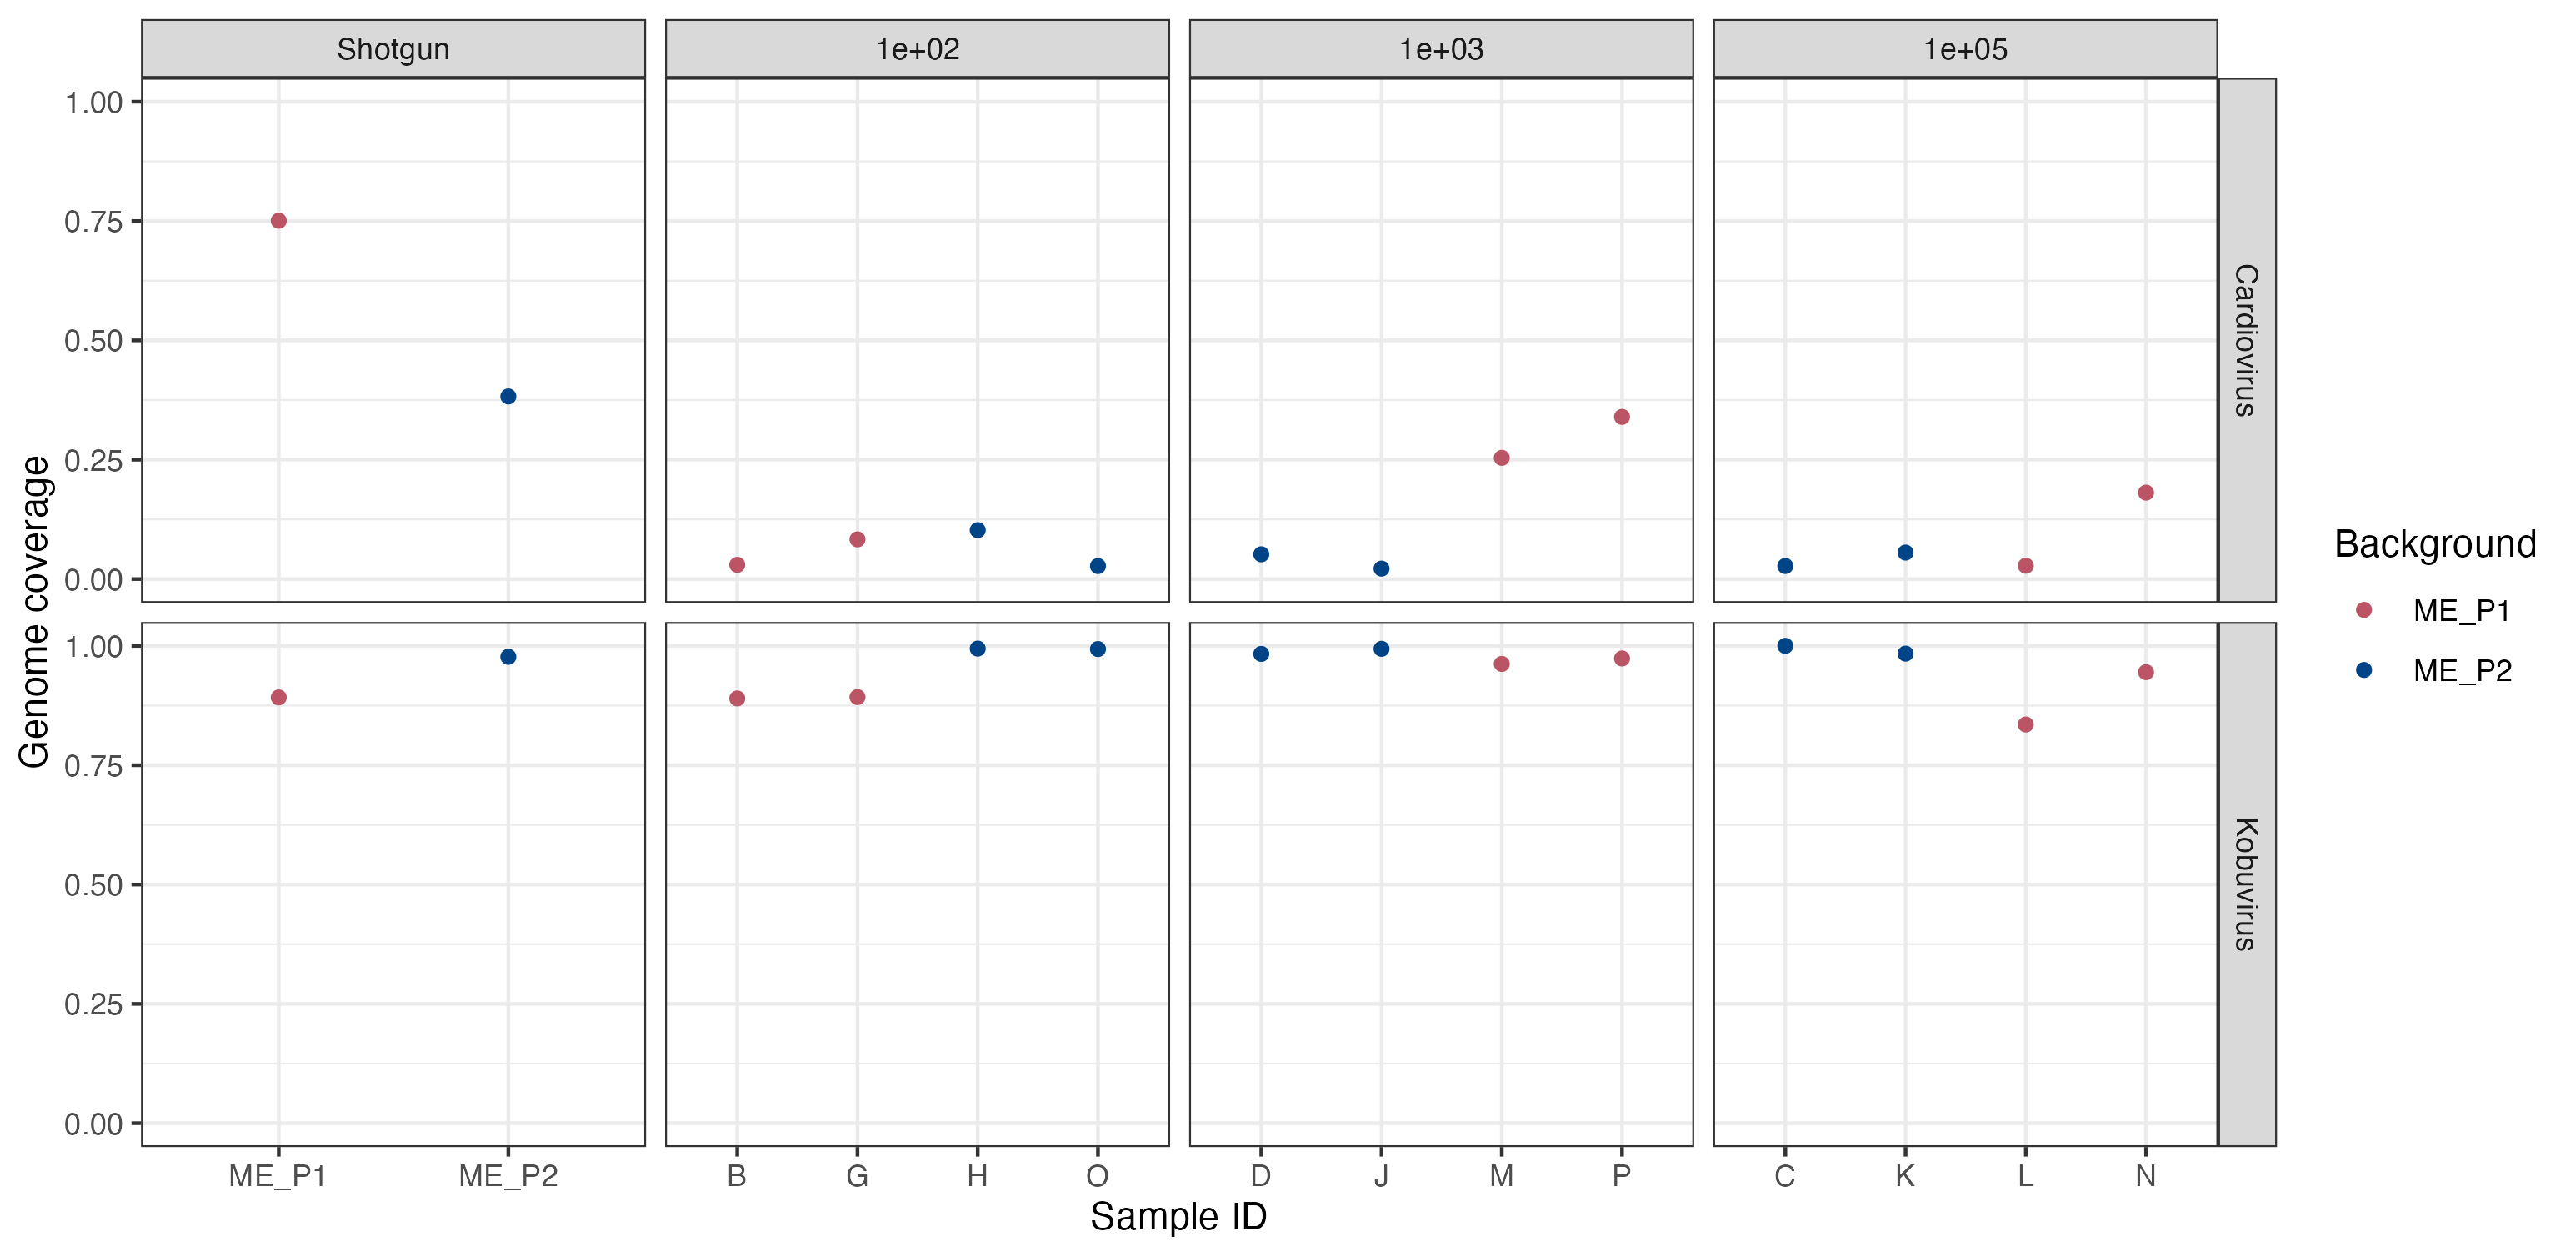 Shotgun 1e+02 1e+03 1e+05
1.00
0.75
0.50
0.25
0.00
Cardiovirus
1.00
0.75
0.50
0.25
0.00
Kobuvirus
Genome coverage
ME_P1 ME_P2 B G H O D J M P C K L N
Sample ID
Background
ME_P1
ME_P2